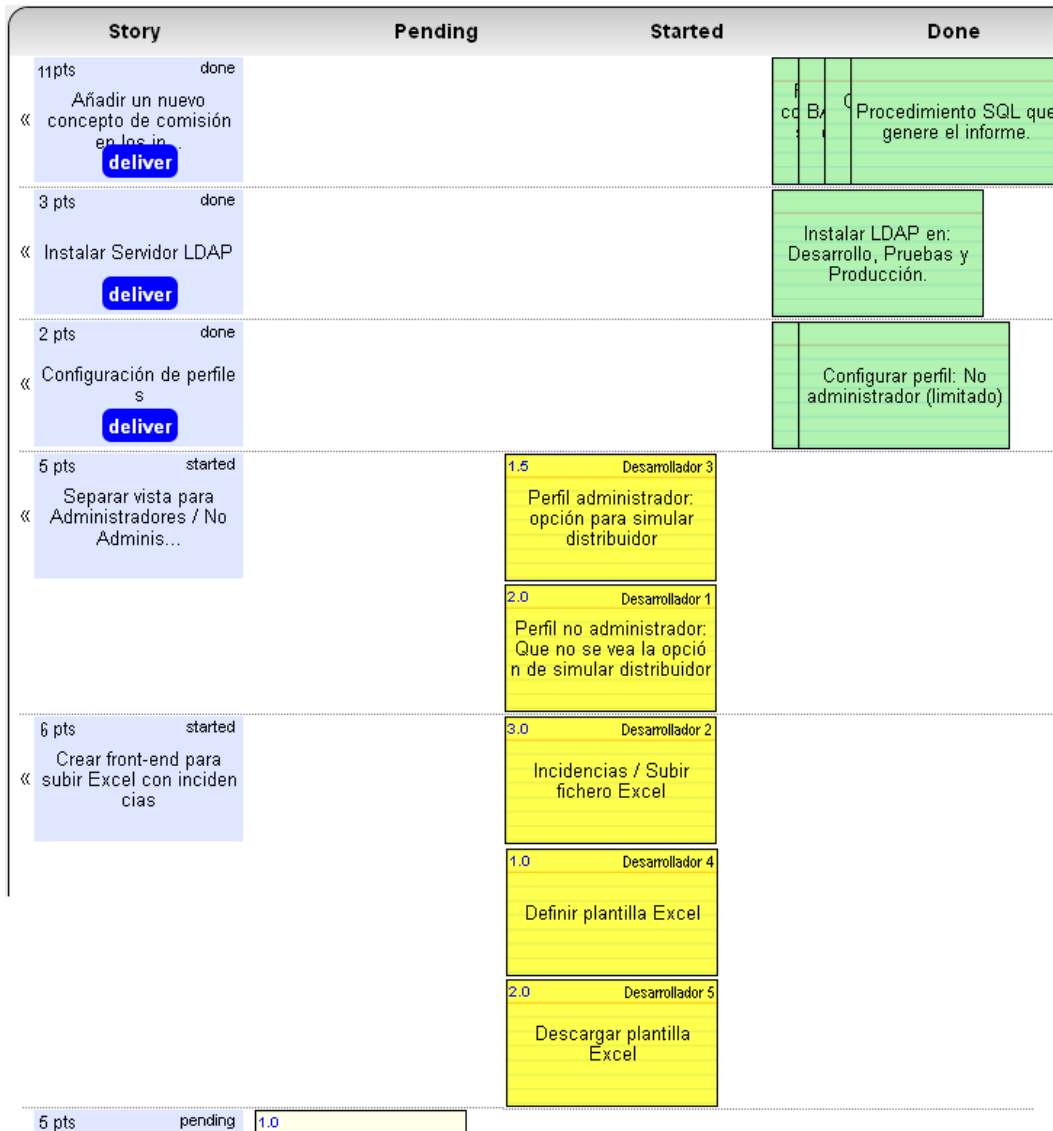 Story Pending Started Done
11pts done
Añadir un nuevo
concepto de comisión
en los in...
deliver
«
Procedimiento SQL que
genere el informe.
3 pts done
« Instalar Servidor LDAP
deliver
Instalar LDAP en:
Desarrollo, Pruebas y
Producción.
2 pts done
Configuración de perfile
s
«
deliver
Configurar perfil: No
administrador (limitado)
5 pts started
Separar vista para
Administradores / No
Adminis...
«
1.5 Desarrollador 3
Perfil administrador:
opción para simular
distribuidor
2.0 Desarrollador 1
Perfil no administrador:
Que no se vea la opció
n de simular distribuidor
6 pts started
Crear front-end para
subir Excel con inciden
cias
«
3.0 Desarrollador 2
Incidencias / Subir
fichero Excel
1.0 Desarrollador 4
Definir plantilla Excel
2.0 Desarrollador 5
Descargar plantilla
Excel
5 pts pending
1.0